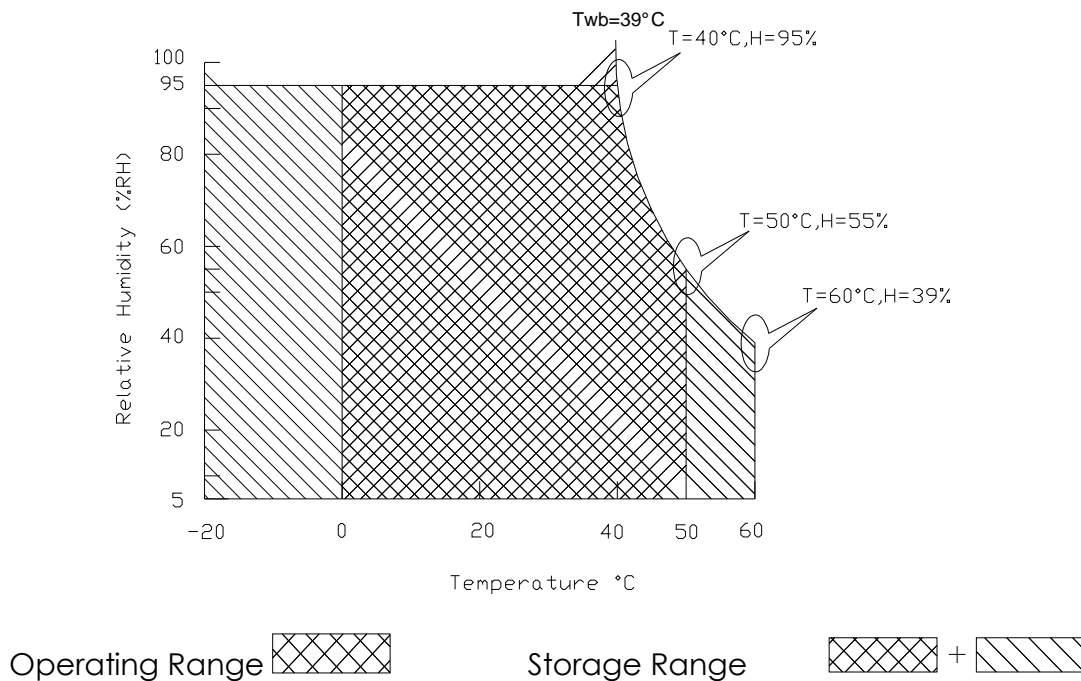 Twb=39°C
T=40°C,H=95%
100
95
80
T=50°C,H=55%
60
T=60°C,H=39%
40
20
5
Relative Humidity (%RH)
-20 0 20 40 50 60
Temperature °C
Operating Range Storage Range +